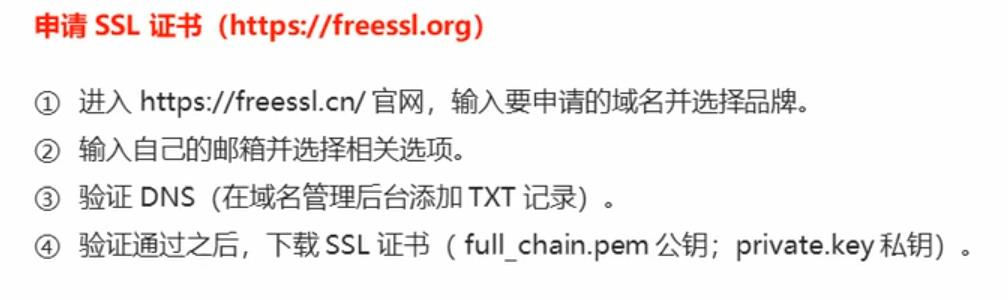 申请 SSL 证书（https://freessl.org）
① 进入 https://freessl.cn/ 官网，输入要申请的域名并选择品牌。
② 输入自己的邮箱并选择相关选项。
③ 验证 DNS（在域名管理后台添加 TXT 记录）。
④ 验证通过之后，下载 SSL 证书（ full_chain.pem 公钥；private.key 私钥）。